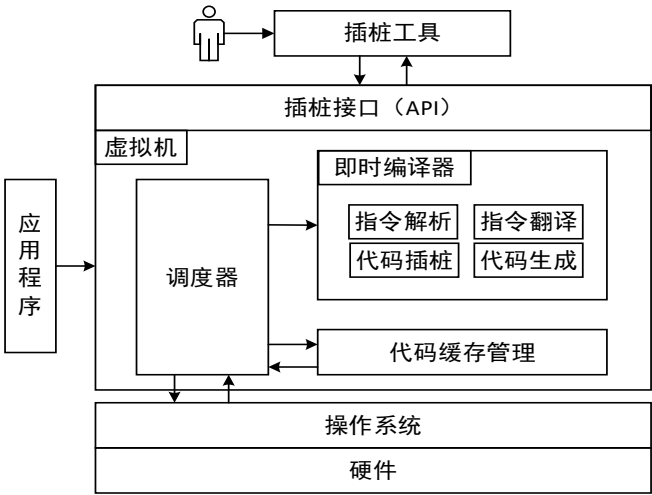 插桩工具
插桩接口（API）
虚拟机
即时编译器
应用程序
调度器
指令解析
指令翻译
代码插桩
代码生成
代码缓存管理
操作系统
硬件